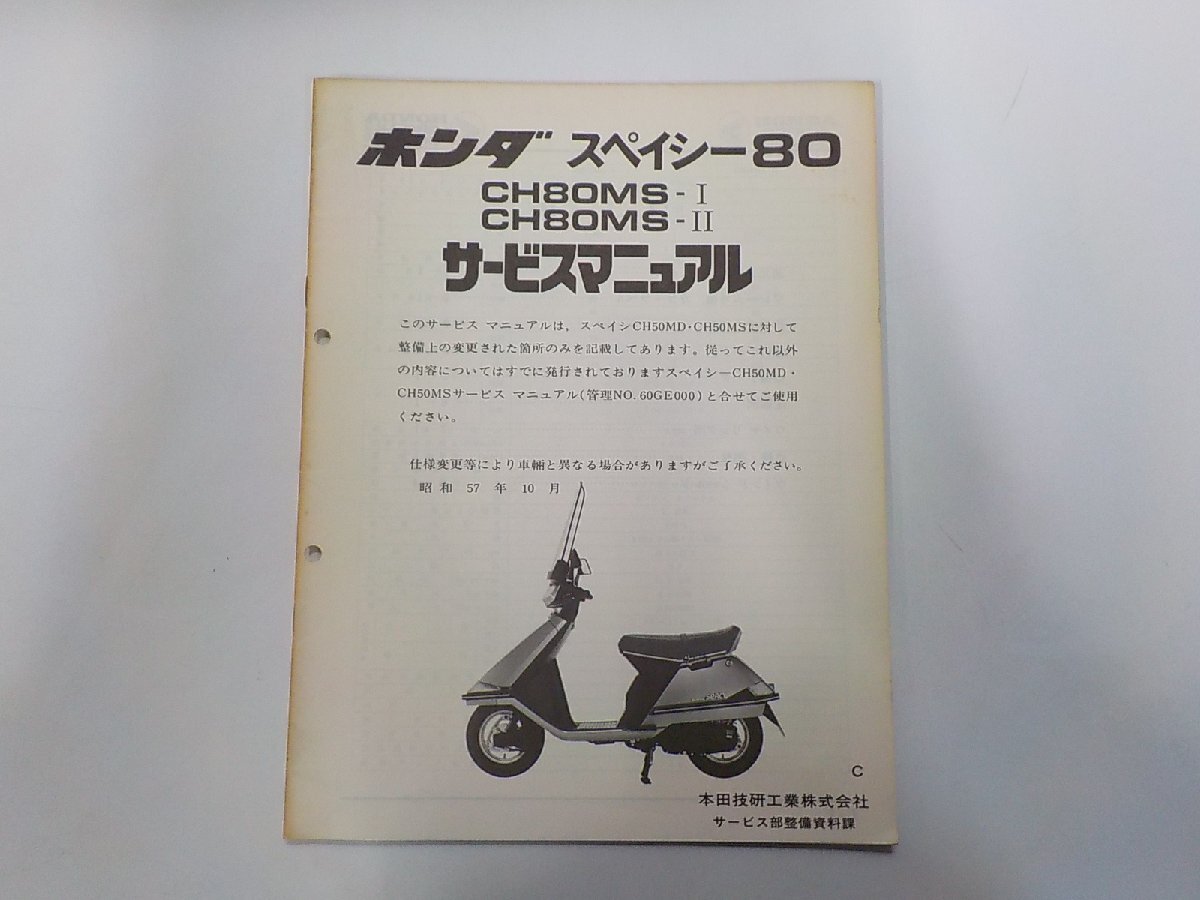 ホンダ スペイシー80
CH80MS-I
CH80MS-II
サービスマニュアル
このサービス マニュアルは，スペイシCH50MD・CH50MSに対して
整備上の変更された箇所のみを記載してあります。従ってこれ以外
の内容についてはすでに発行されておりますスペイシーCH50MD・
CH50MSサービス マニュアル(管理NO.60GE000)と合せてご使用
ください。
仕様変更等により車輛と異なる場合がありますがご了承ください。
昭和 57 年 10 月
C
本田技研工業株式会社
サービス部整備資料課